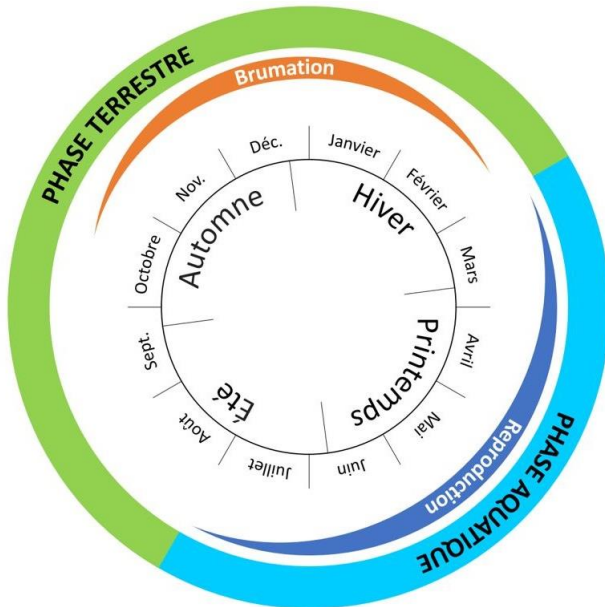 PHASE TERRESTRE
Brumation
Janvier
Février
Mars
Avril
Mai
Juin
Juillet
Août
Sept.
Octobre
Nov.
Déc.
Hiver
Printemps
Été
Automne
Reproduction
PHASE AQUATIQUE